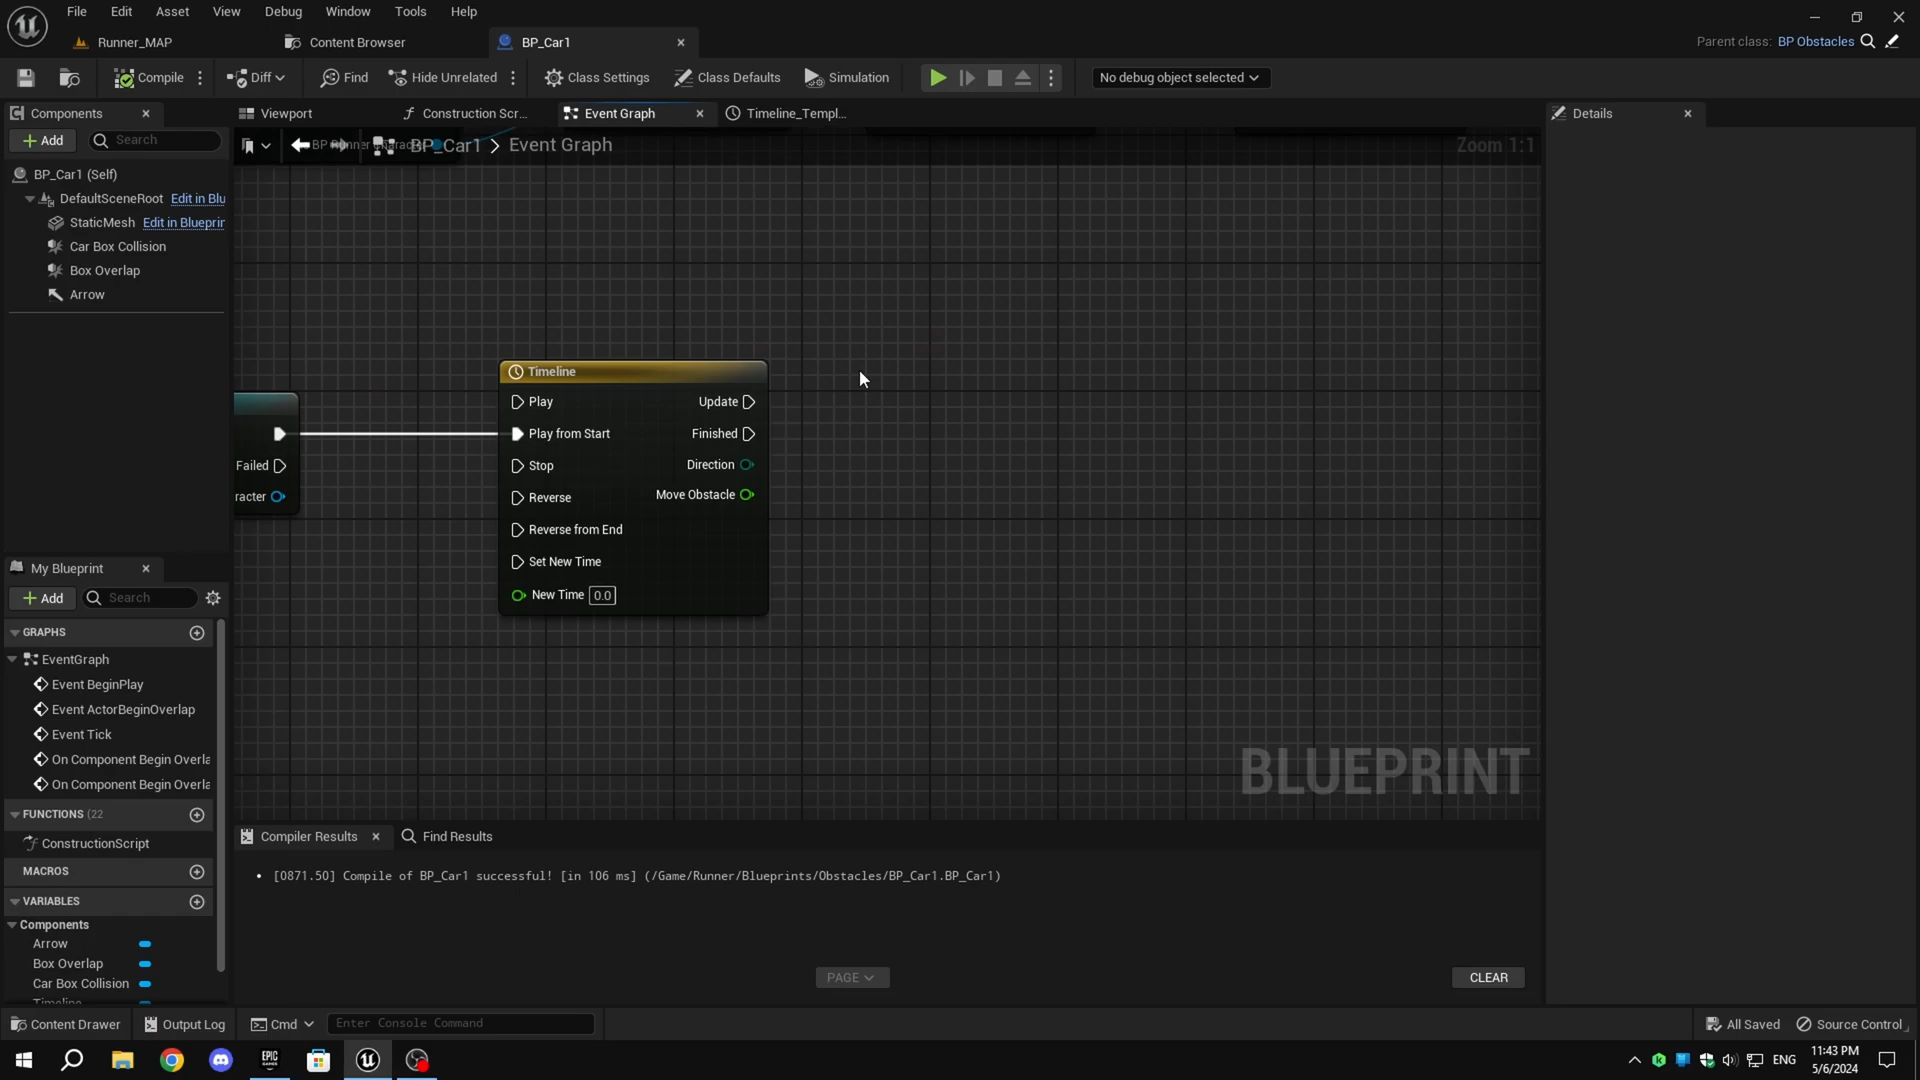 File Edit Asset View Debug Window Tools Help
Runner_MAP Content Browser BP_Car1
Parent class: BP Obstacles
Compile Diff Find Hide Unrelated Class Settings Class Defaults Simulation No debug object selected
Components Viewport Construction Scr... Event Graph Timeline_Templ... Details
Add Search
BP_Car1 > Event Graph
Zoom 1:1
BP_Car1 (Self)
DefaultSceneRoot Edit in Blu
StaticMesh Edit in Blueprin
Car Box Collision
Box Overlap
Arrow
Timeline
Play Update
Play from Start Finished
Failed
Stop Direction
racter
Reverse Move Obstacle
Reverse from End
Set New Time
New Time 0.0
BLUEPRINT
My Blueprint
Add Search
GRAPHS
EventGraph
Event BeginPlay
Event ActorBeginOverlap
Event Tick
On Component Begin Overla
On Component Begin Overla
FUNCTIONS (22
ConstructionScript
MACROS
VARIABLES
Components
Arrow
Box Overlap
Car Box Collision
Timeline
Compiler Results Find Results
• [0871.50] Compile of BP_Car1 successful! [in 106 ms] (/Game/Runner/Blueprints/Obstacles/BP_Car1.BP_Car1)
PAGE CLEAR
Content Drawer Output Log Cmd Enter Console Command All Saved Source Control
EPIC GAMES
ENG
11:43 PM
5/6/2024